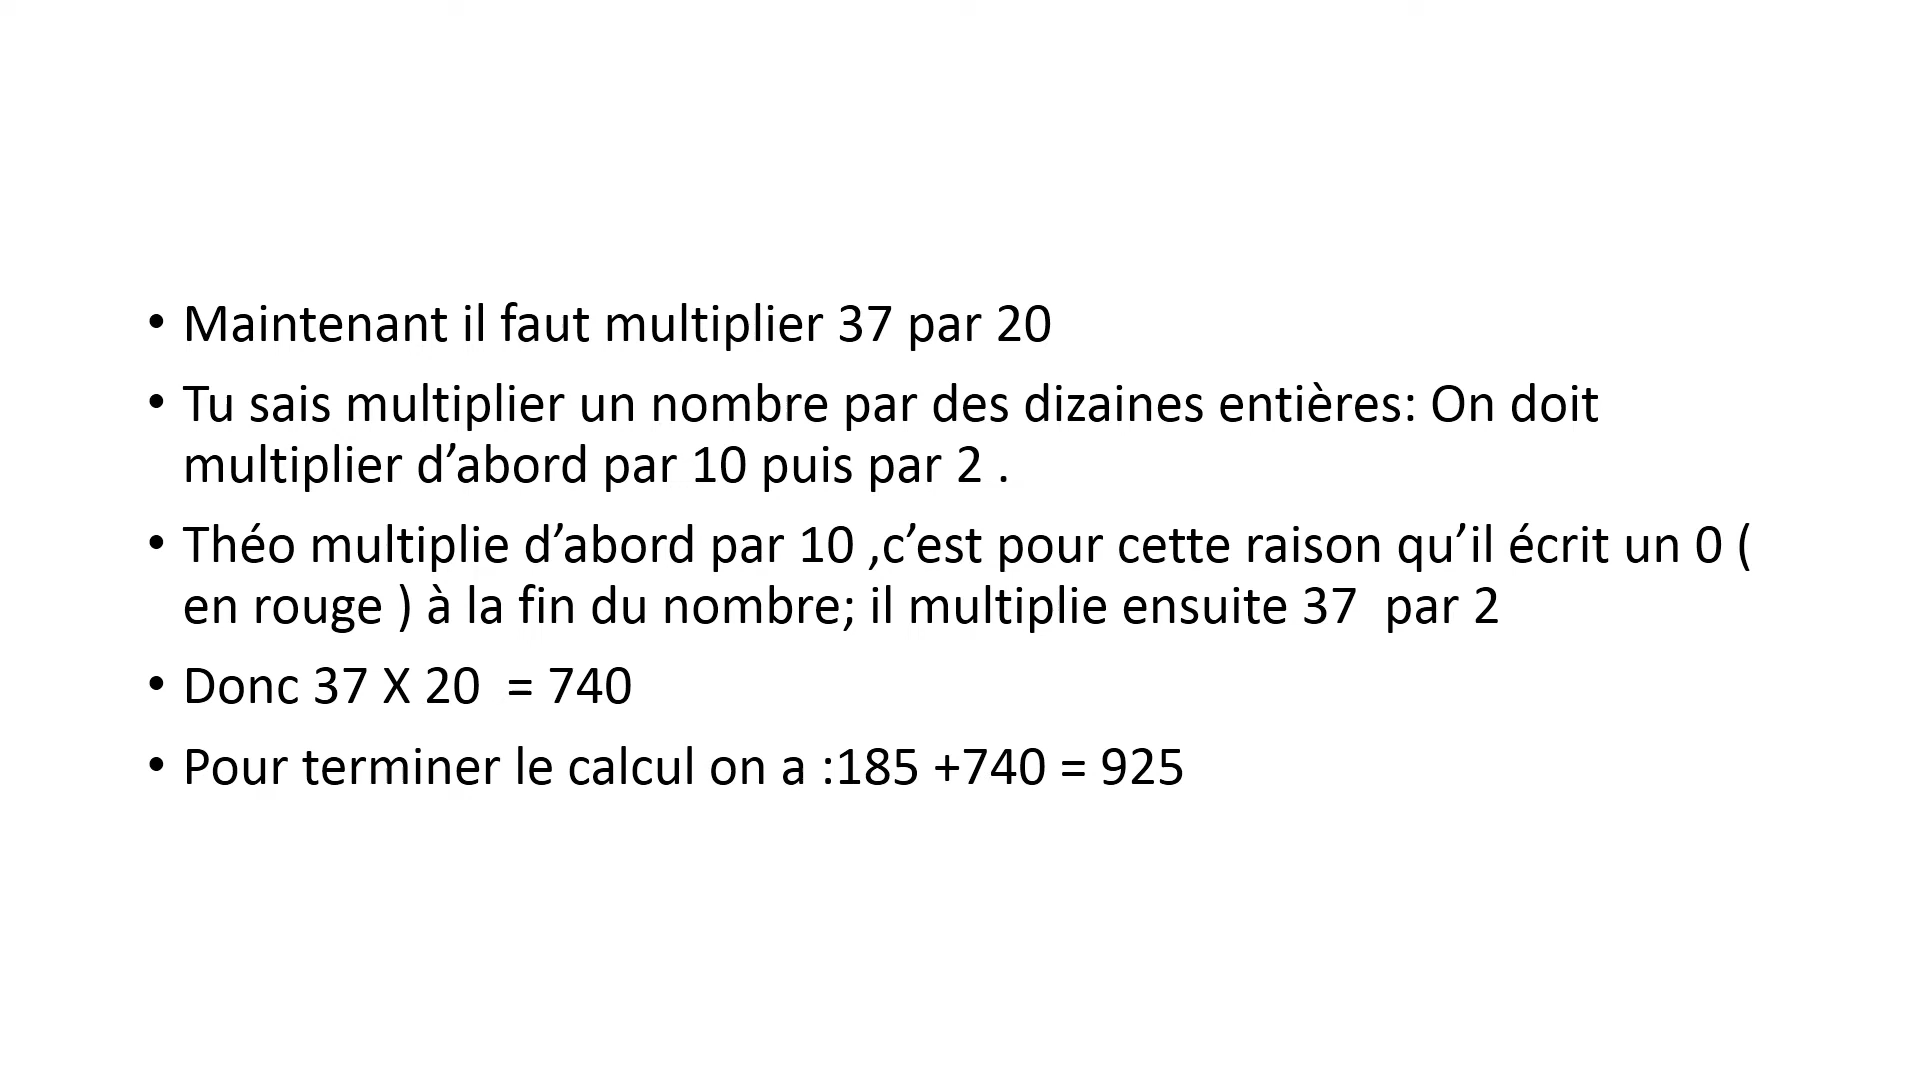 • Maintenant il faut multiplier 37 par 20
• Tu sais multiplier un nombre par des dizaines entières: On doit
multiplier d’abord par 10 puis par 2 .
• Théo multiplie d’abord par 10 ,c’est pour cette raison qu’il écrit un 0 (
en rouge ) à la fin du nombre; il multiplie ensuite 37  par 2
• Donc 37 X 20  = 740
• Pour terminer le calcul on a :185 +740 = 925